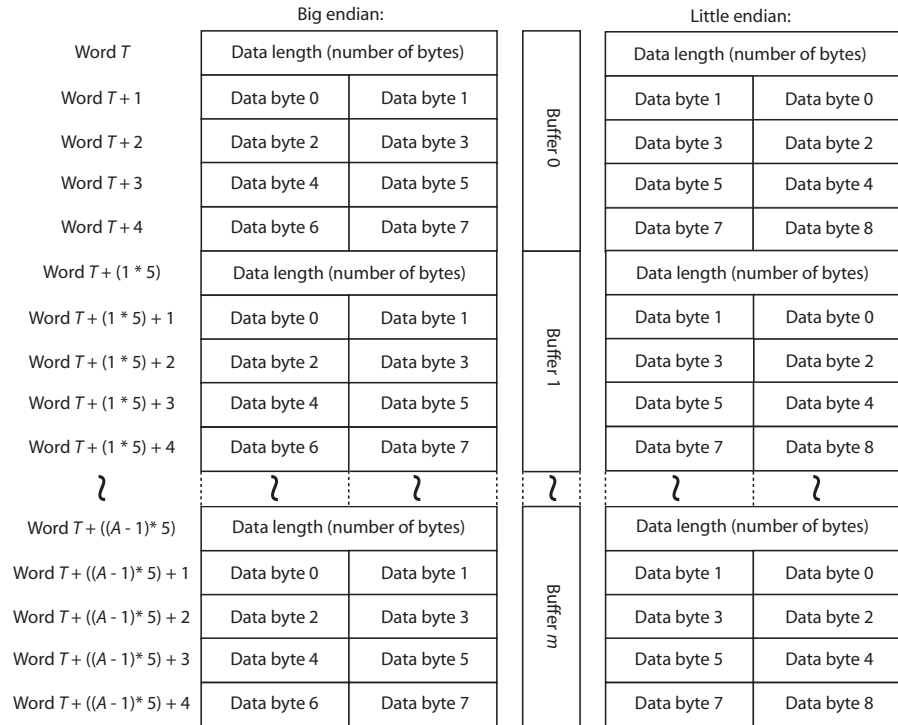 Big endian: Little endian:
Word T Data length (number of bytes) Data length (number of bytes)
Word T + 1 Data byte 0 Data byte 1 Data byte 1 Data byte 0
Word T + 2 Data byte 2 Data byte 3 Data byte 3 Data byte 2
Buffer 0
Word T + 3 Data byte 4 Data byte 5 Data byte 5 Data byte 4
Word T + 4 Data byte 6 Data byte 7 Data byte 7 Data byte 8
Word T + (1 * 5) Data length (number of bytes) Data length (number of bytes)
Word T + (1 * 5) + 1 Data byte 0 Data byte 1 Data byte 1 Data byte 0
Word T + (1 * 5) + 2 Data byte 2 Data byte 3 Data byte 3 Data byte 2
Buffer 1
Word T + (1 * 5) + 3 Data byte 4 Data byte 5 Data byte 5 Data byte 4
Word T + (1 * 5) + 4 Data byte 6 Data byte 7 Data byte 7 Data byte 8
Word T + ((A - 1)* 5) Data length (number of bytes) Data length (number of bytes)
Word T + ((A - 1)* 5) + 1 Data byte 0 Data byte 1 Data byte 1 Data byte 0
Word T + ((A - 1)* 5) + 2 Data byte 2 Data byte 3 Data byte 3 Data byte 2
Buffer m
Word T + ((A - 1)* 5) + 3 Data byte 4 Data byte 5 Data byte 5 Data byte 4
Word T + ((A - 1)* 5) + 4 Data byte 6 Data byte 7 Data byte 7 Data byte 8